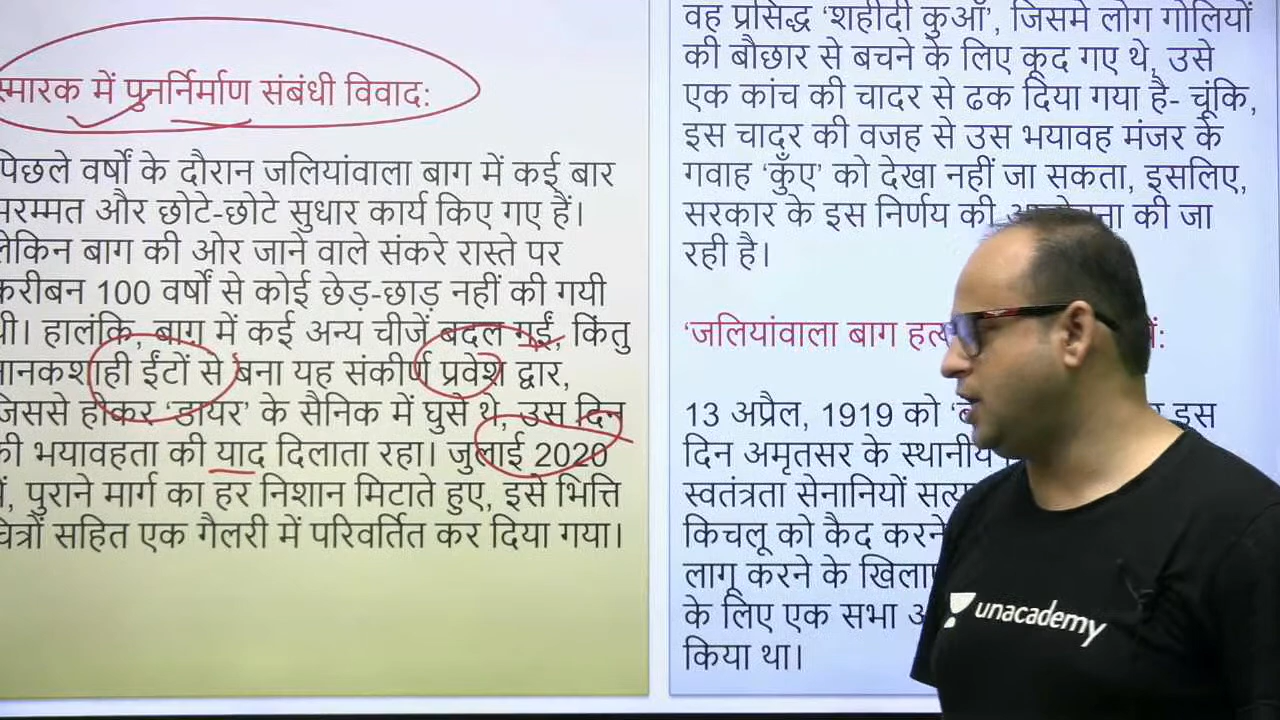 स्मारक में पुनर्निर्माण संबंधी विवाद:
पिछले वर्षों के दौरान जलियांवाला बाग में कई बार
मरम्मत और छोटे-छोटे सुधार कार्य किए गए हैं।
लेकिन बाग की ओर जाने वाले संकरे रास्ते पर
करीबन 100 वर्षों से कोई छेड़-छाड़ नहीं की गयी
थी। हालंकि, बाग़ में कई अन्य चीजें बदल गईं, किंतु
नानकशाही ईंटों से बना यह संकीर्ण प्रवेश द्वार,
जिससे होकर ‘डायर’ के सैनिक में घुसे थे, उस दिन
की भयावहता की याद दिलाता रहा। जुलाई 2020
में, पुराने मार्ग का हर निशान मिटाते हुए, इसे भित्ति
चित्रों सहित एक गैलरी में परिवर्तित कर दिया गया।
वह प्रसिद्ध ‘शहीदी कुआँ’, जिसमे लोग गोलियों
की बौछार से बचने के लिए कूद गए थे, उसे
एक कांच की चादर से ढक दिया गया है- चूंकि,
इस चादर की वजह से उस भयावह मंजर के
गवाह ‘कुँए’ को देखा नहीं जा सकता, इसलिए,
सरकार के इस निर्णय की की जा
रही है।
‘जलियांवाला बाग
13 अप्रैल, 1919 को इस
दिन अमृतसर के स्थानीय
स्वतंत्रता सेनानियों
किचलू को कैद करने
लागू करने के
के लिए एक सभा
किया था।
unacademy